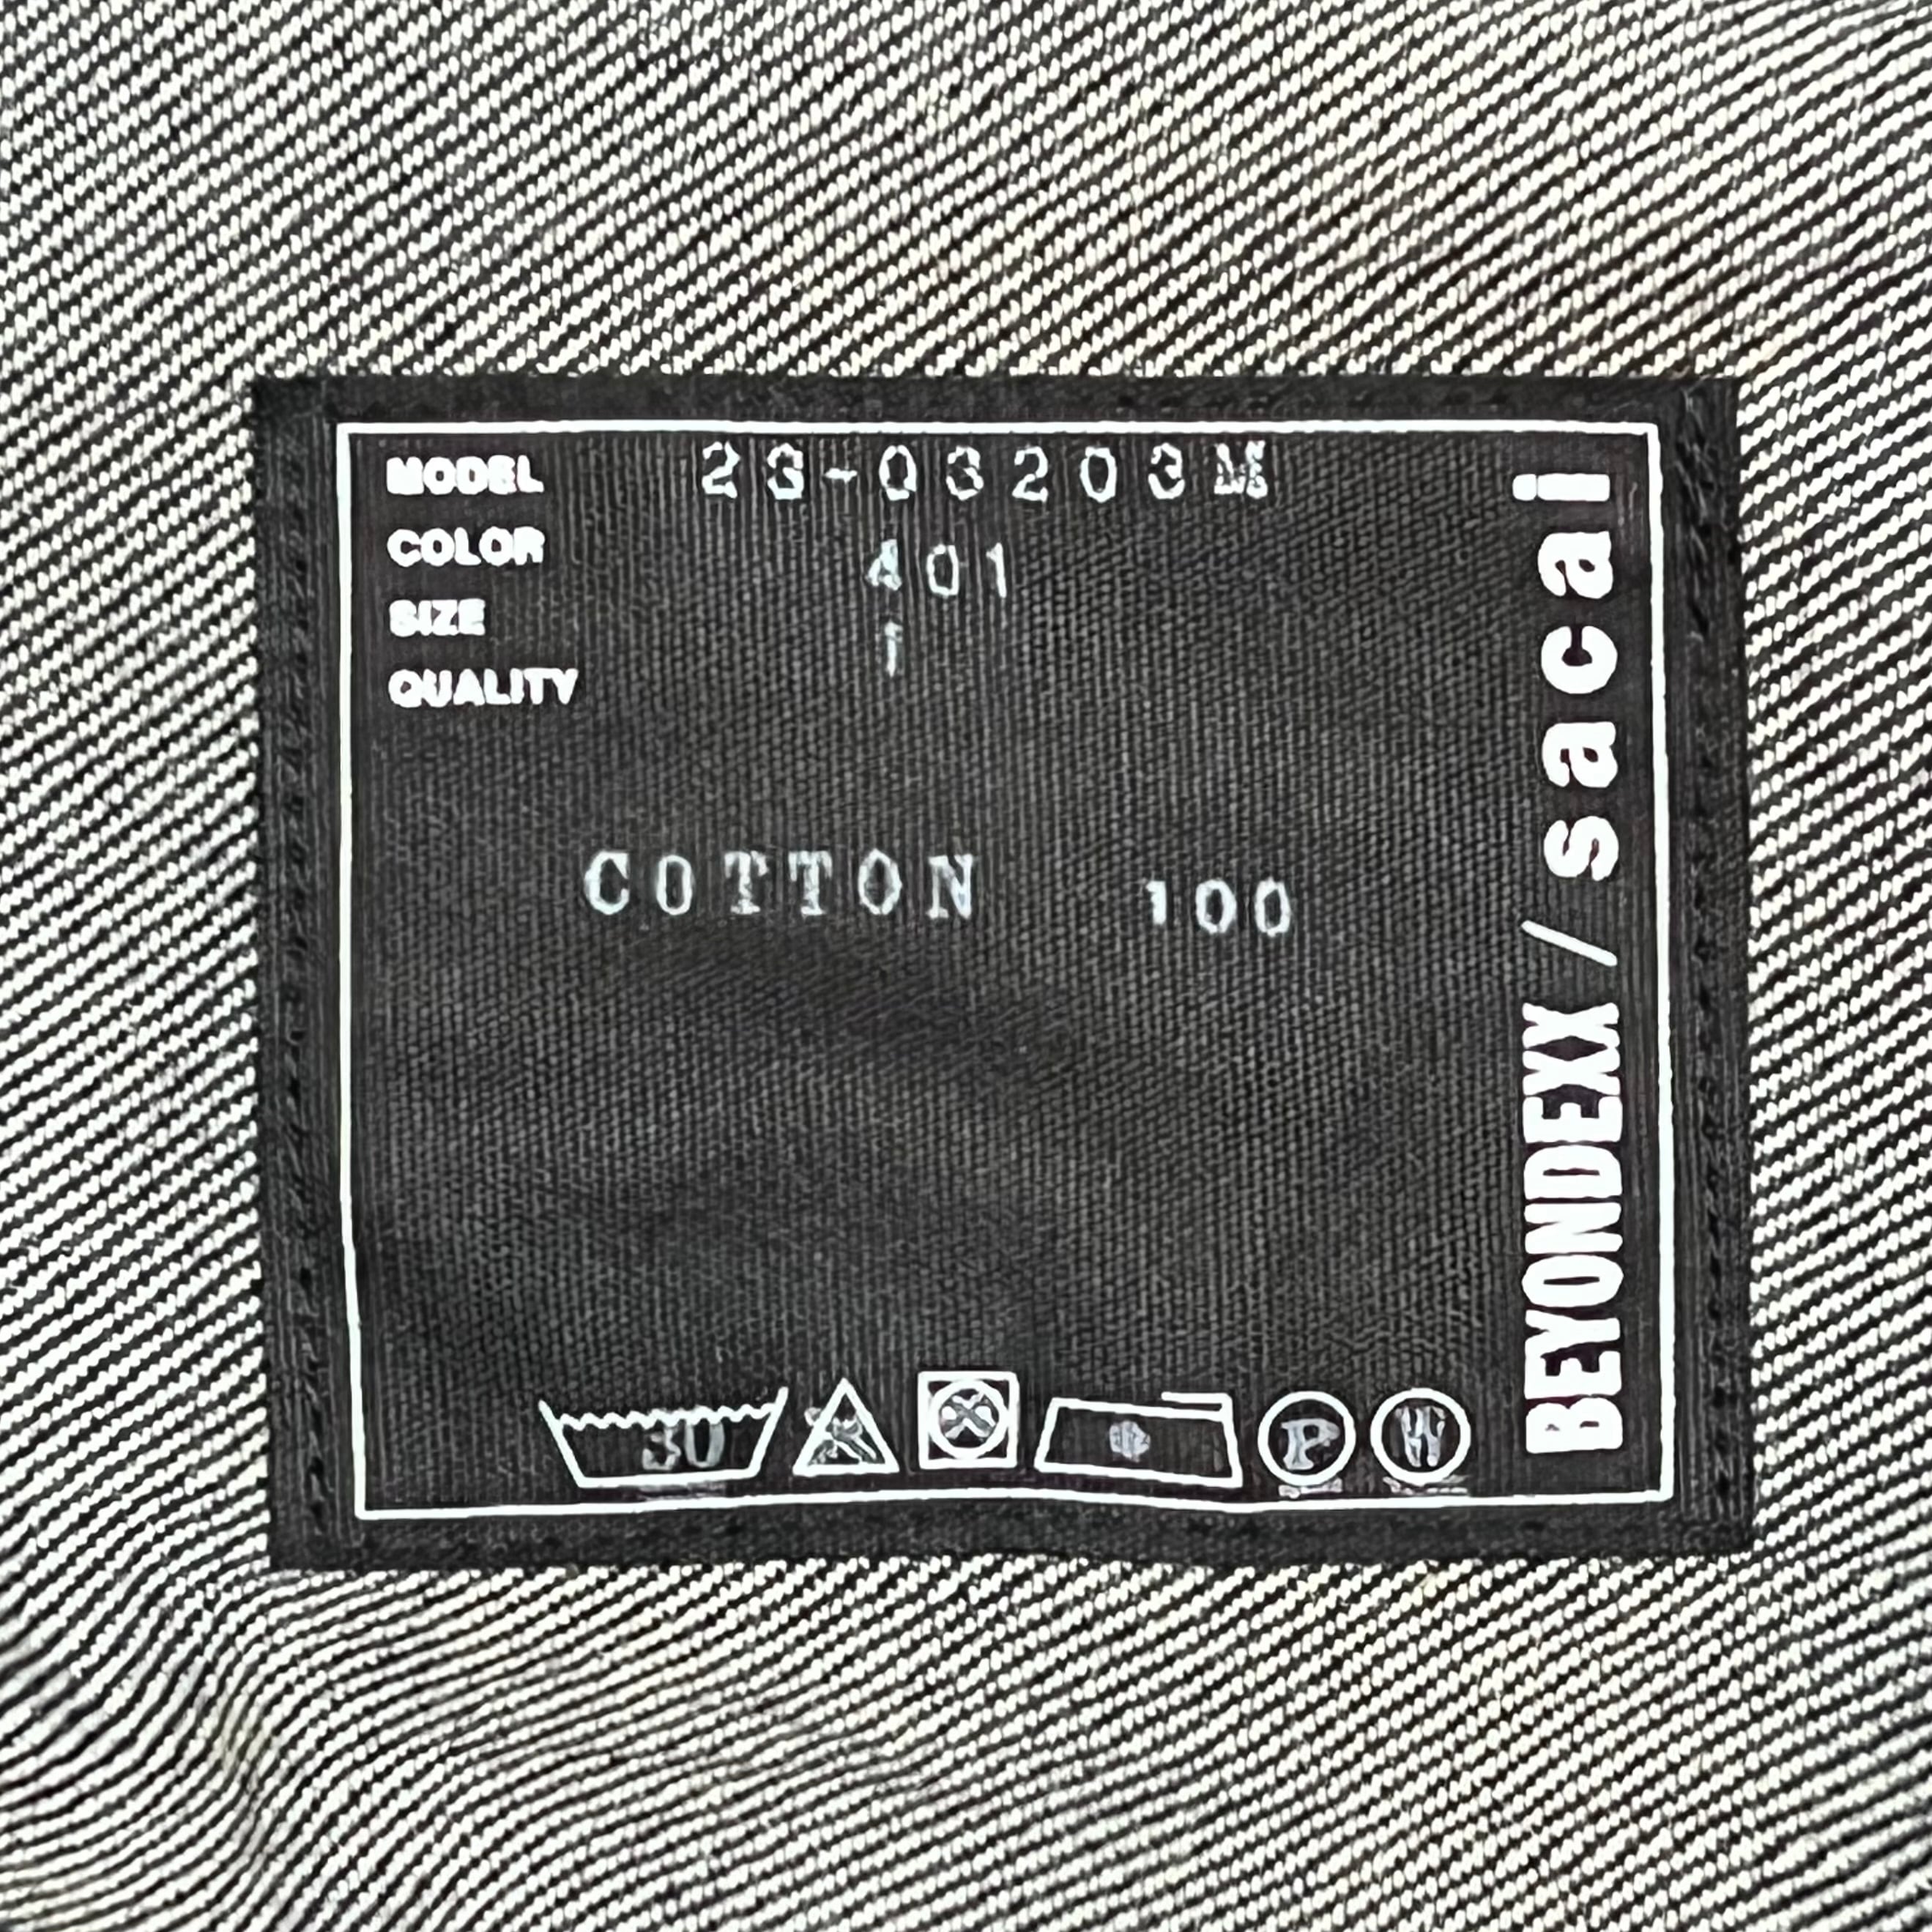 MODEL 23-03203M
COLOR 401
SIZE 1
QUALITY
COTTON 100
30 P W
BEYONDEXX / sacai